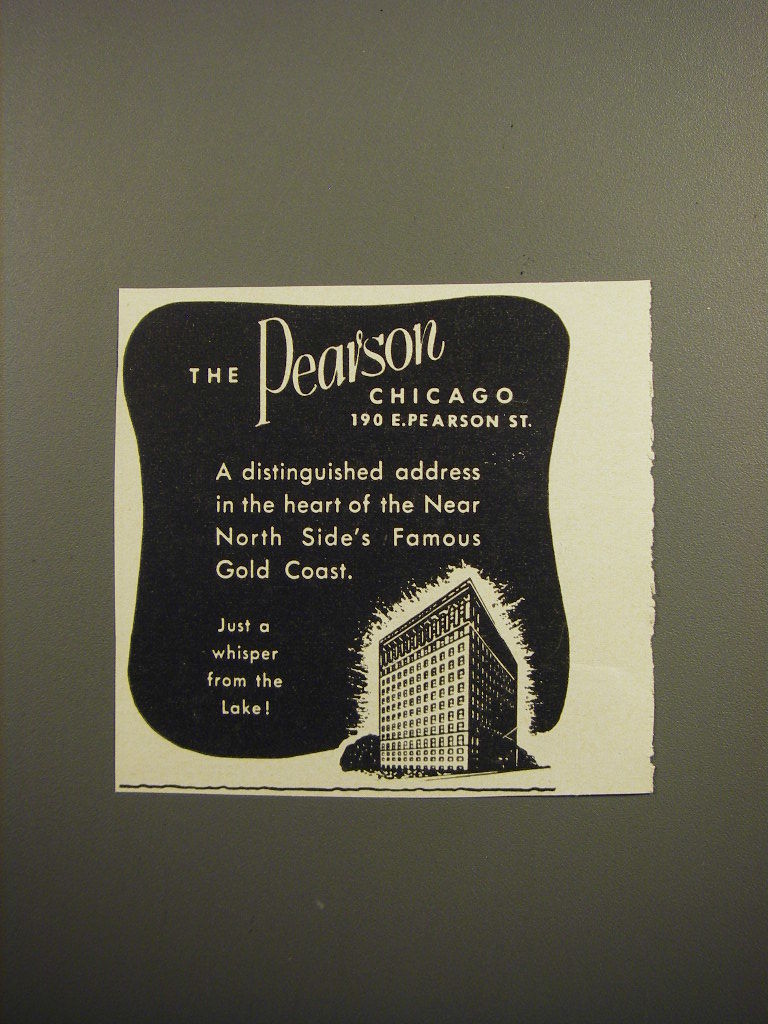 THE Pearson
CHICAGO
190 E.PEARSON ST.
A distinguished address
in the heart of the Near
North Side's Famous
Gold Coast.
Just a
whisper
from the
Lake!